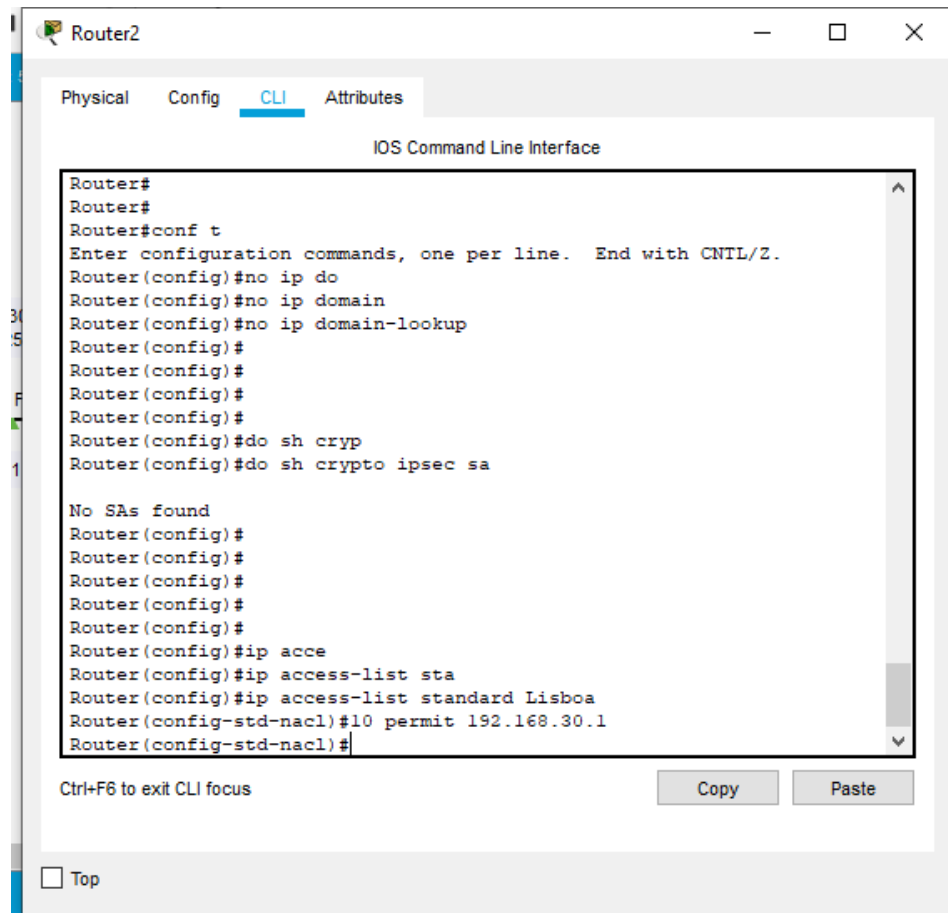 Router2
Physical Config CLI Attributes
IOS Command Line Interface
Router#
Router#
Router#conf t
Enter configuration commands, one per line.  End with CNTL/Z.
Router(config)#no ip do
Router(config)#no ip domain
Router(config)#no ip domain-lookup
Router(config)#
Router(config)#
Router(config)#
Router(config)#
Router(config)#do sh cryp
Router(config)#do sh crypto ipsec sa
No SAs found
Router(config)#
Router(config)#
Router(config)#
Router(config)#
Router(config)#
Router(config)#ip acce
Router(config)#ip access-list sta
Router(config)#ip access-list standard Lisboa
Router(config-std-nacl)#10 permit 192.168.30.1
Router(config-std-nacl)#
Ctrl+F6 to exit CLI focus
Copy Paste
Top